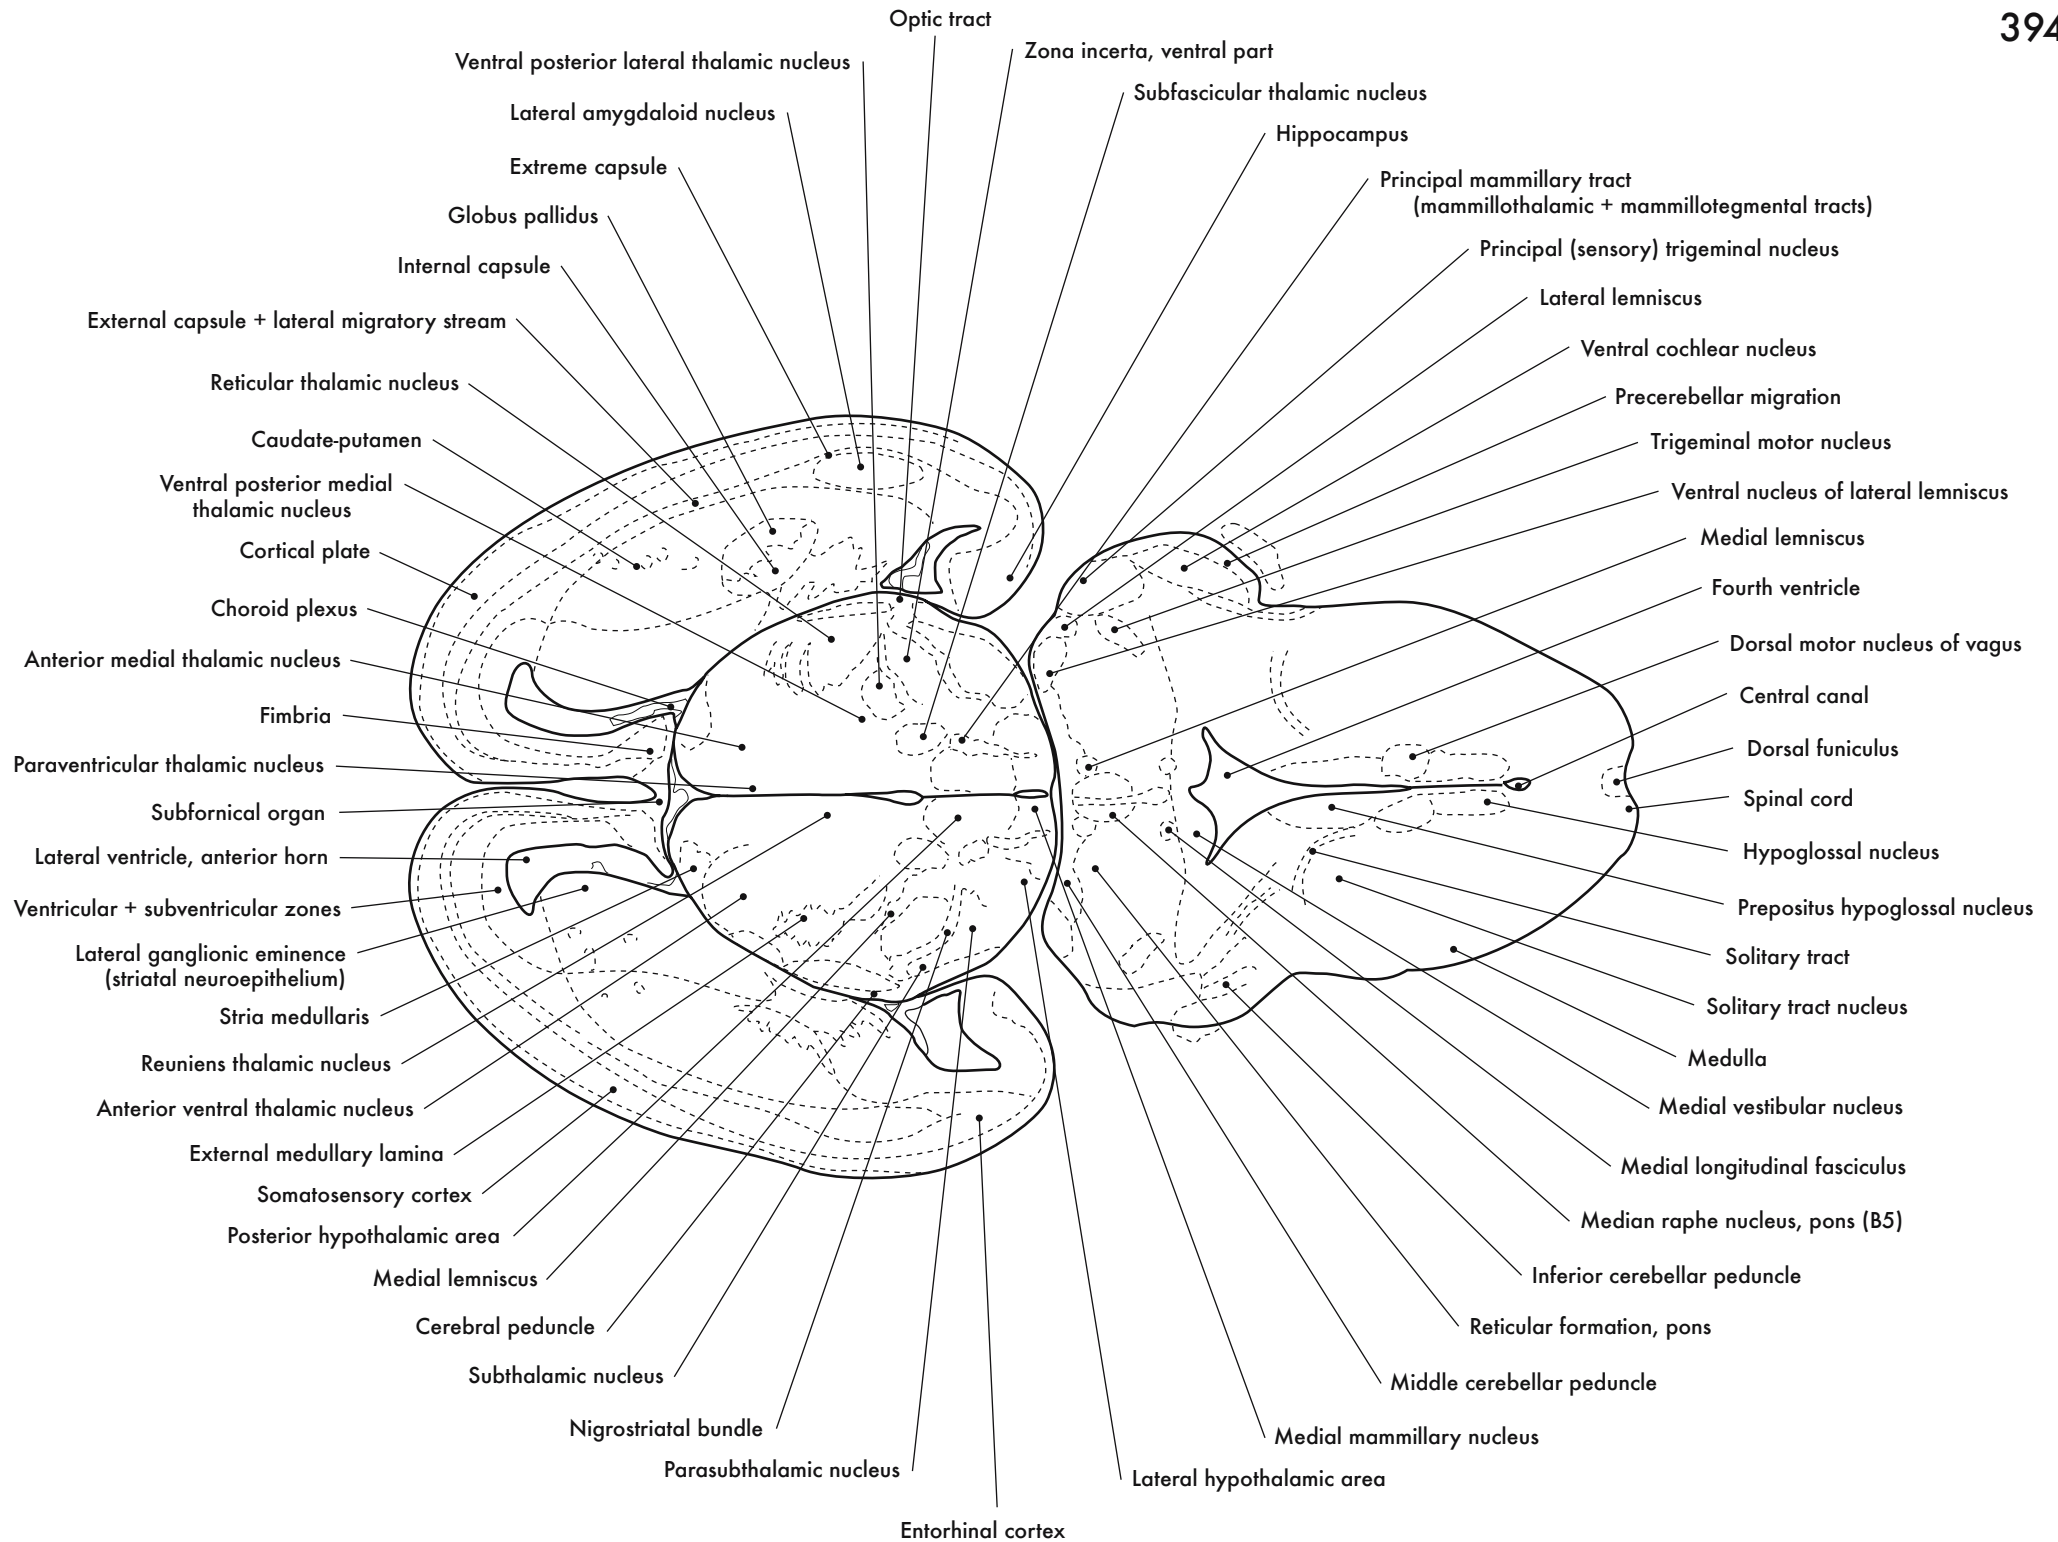 394
Optic tract
Ventral posterior lateral thalamic nucleus
Lateral amygdaloid nucleus
Extreme capsule
Globus pallidus
Internal capsule
External capsule + lateral migratory stream
Reticular thalamic nucleus
Caudate-putamen
Ventral posterior medial
thalamic nucleus
Cortical plate
Choroid plexus
Anterior medial thalamic nucleus
Fimbria
Paraventricular thalamic nucleus
Subfornical organ
Lateral ventricle, anterior horn
Ventricular + subventricular zones
Lateral ganglionic eminence
(striatal neuroepithelium)
Stria medullaris
Reuniens thalamic nucleus
Anterior ventral thalamic nucleus
External medullary lamina
Somatosensory cortex
Posterior hypothalamic area
Medial lemniscus
Cerebral peduncle
Subthalamic nucleus
Nigrostriatal bundle
Parasubthalamic nucleus
Entorhinal cortex
Zona incerta, ventral part
Subfascicular thalamic nucleus
Hippocampus
Principal mammillary tract
(mammillothalamic + mammillotegmental tracts)
Principal (sensory) trigeminal nucleus
Lateral lemniscus
Ventral cochlear nucleus
Precerebellar migration
Trigeminal motor nucleus
Ventral nucleus of lateral lemniscus
Medial lemniscus
Fourth ventricle
Dorsal motor nucleus of vagus
Central canal
Dorsal funiculus
Spinal cord
Hypoglossal nucleus
Prepositus hypoglossal nucleus
Solitary tract
Solitary tract nucleus
Medulla
Medial vestibular nucleus
Medial longitudinal fasciculus
Median raphe nucleus, pons (B5)
Inferior cerebellar peduncle
Reticular formation, pons
Middle cerebellar peduncle
Medial mammillary nucleus
Lateral hypothalamic area